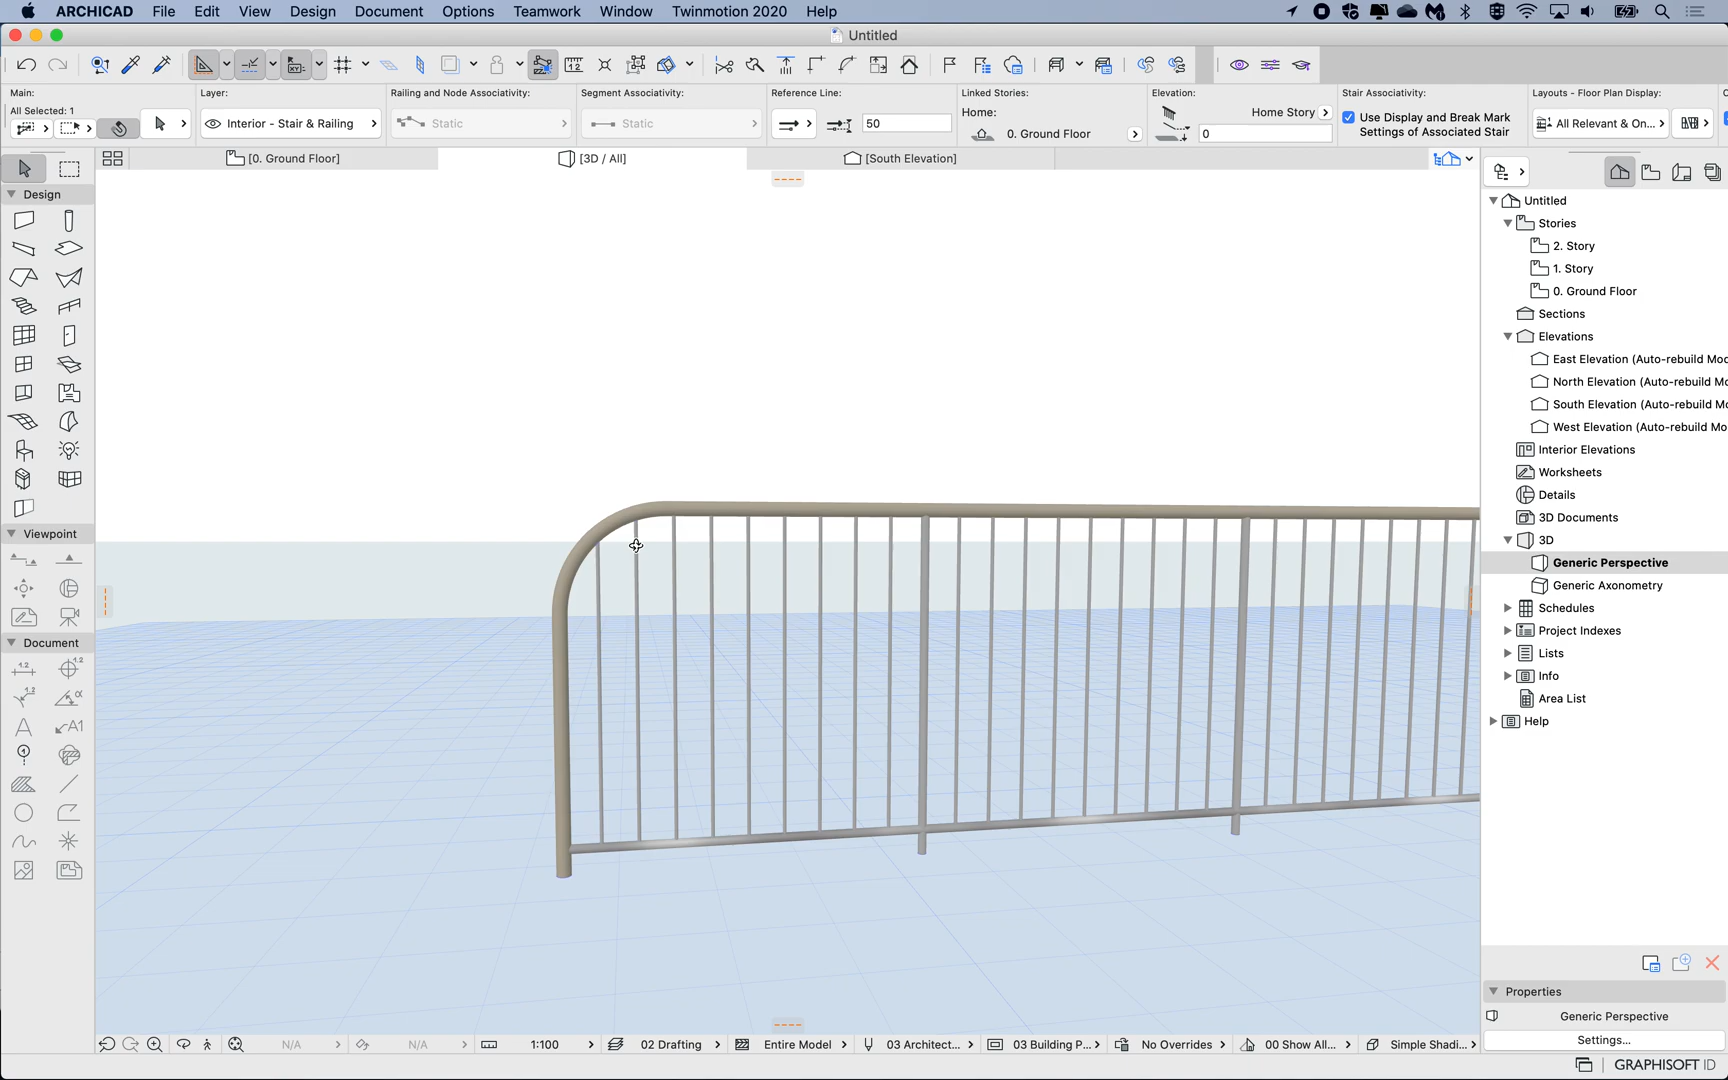 ARCHICAD File Edit View Design Document Options Teamwork Window Twinmotion 2020 Help
Untitled
Main:
All Selected: 1
Layer:
Interior - Stair & Railing
Railing and Node Associativity:
Static
Segment Associativity:
Static
Reference Line:
50
Linked Stories:
Home:
0. Ground Floor
Elevation:
Home Story
0
Stair Associativity:
Use Display and Break Mark
Settings of Associated Stair
Layouts - Floor Plan Display:
All Relevant & On...
[0. Ground Floor]
[3D / All]
[South Elevation]
Design
Viewpoint
Document
Untitled
Stories
2. Story
1. Story
0. Ground Floor
Sections
Elevations
East Elevation (Auto-rebuild Mod
North Elevation (Auto-rebuild M
South Elevation (Auto-rebuild Mo
West Elevation (Auto-rebuild Mo
Interior Elevations
Worksheets
Details
3D Documents
3D
Generic Perspective
Generic Axonometry
Schedules
Project Indexes
Lists
Info
Area List
Help
Properties
Generic Perspective
Settings...
N/A
N/A
1:100
02 Drafting
Entire Model
03 Architect...
03 Building P...
No Overrides
00 Show All...
Simple Shadi...
GRAPHISOFT ID